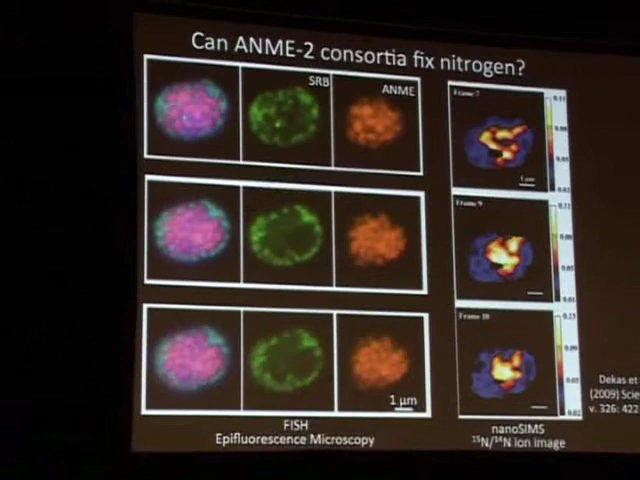 Can ANME-2 consortia fix nitrogen?
SRB
ANME
Frame 7
1 μm
Frame 9
Frame 10
1 μm
FISH
Epifluorescence Microscopy
nanoSIMS
¹⁵N/¹⁴N ion image
Dekas et
(2009) Scie
v. 326: 422